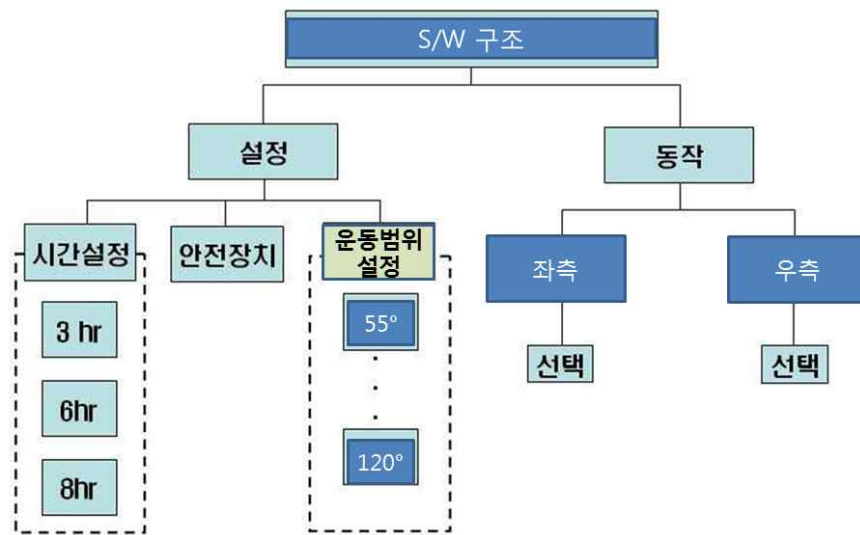 S/W 구조
설정
동작
시간설정
안전장치
운동범위
설정
좌측
우측
3 hr
6hr
8hr
55°
120°
선택
선택